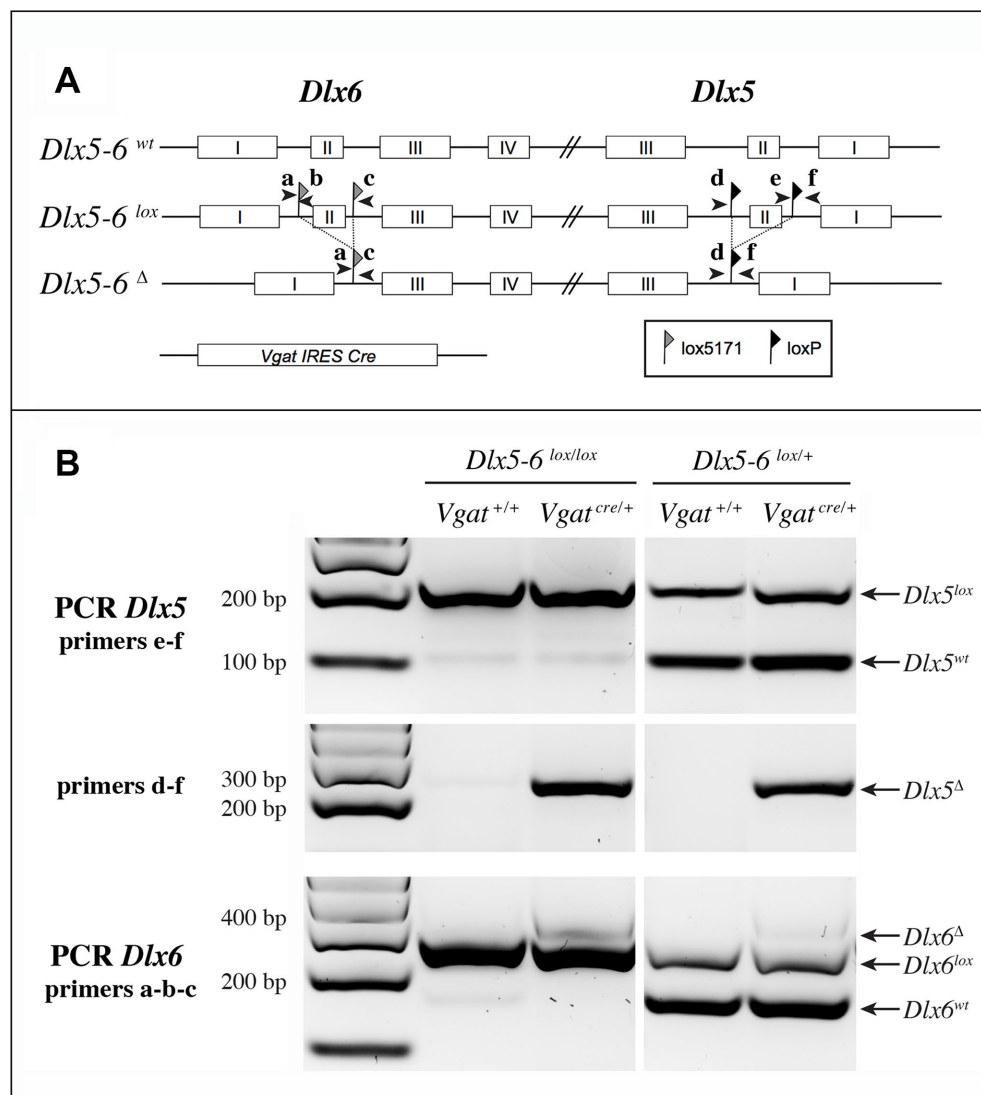 A
Dlx6 Dlx5
Dlx5-6 wt I II III IV // III II I
a b c d e f
Dlx5-6 lox I II III IV // III II I
a c d f
Dlx5-6 Δ I II III IV // III I
Vgat IRES Cre
lox5171 loxP
B
Dlx5-6 lox/lox Dlx5-6 lox/+
Vgat +/+ Vgat cre/+ Vgat +/+ Vgat cre/+
PCR Dlx5
primers e-f
200 bp
100 bp
Dlx5lox
Dlx5wt
primers d-f
300 bp
200 bp
Dlx5Δ
PCR Dlx6
primers a-b-c
400 bp
200 bp
Dlx6Δ
Dlx6lox
Dlx6wt